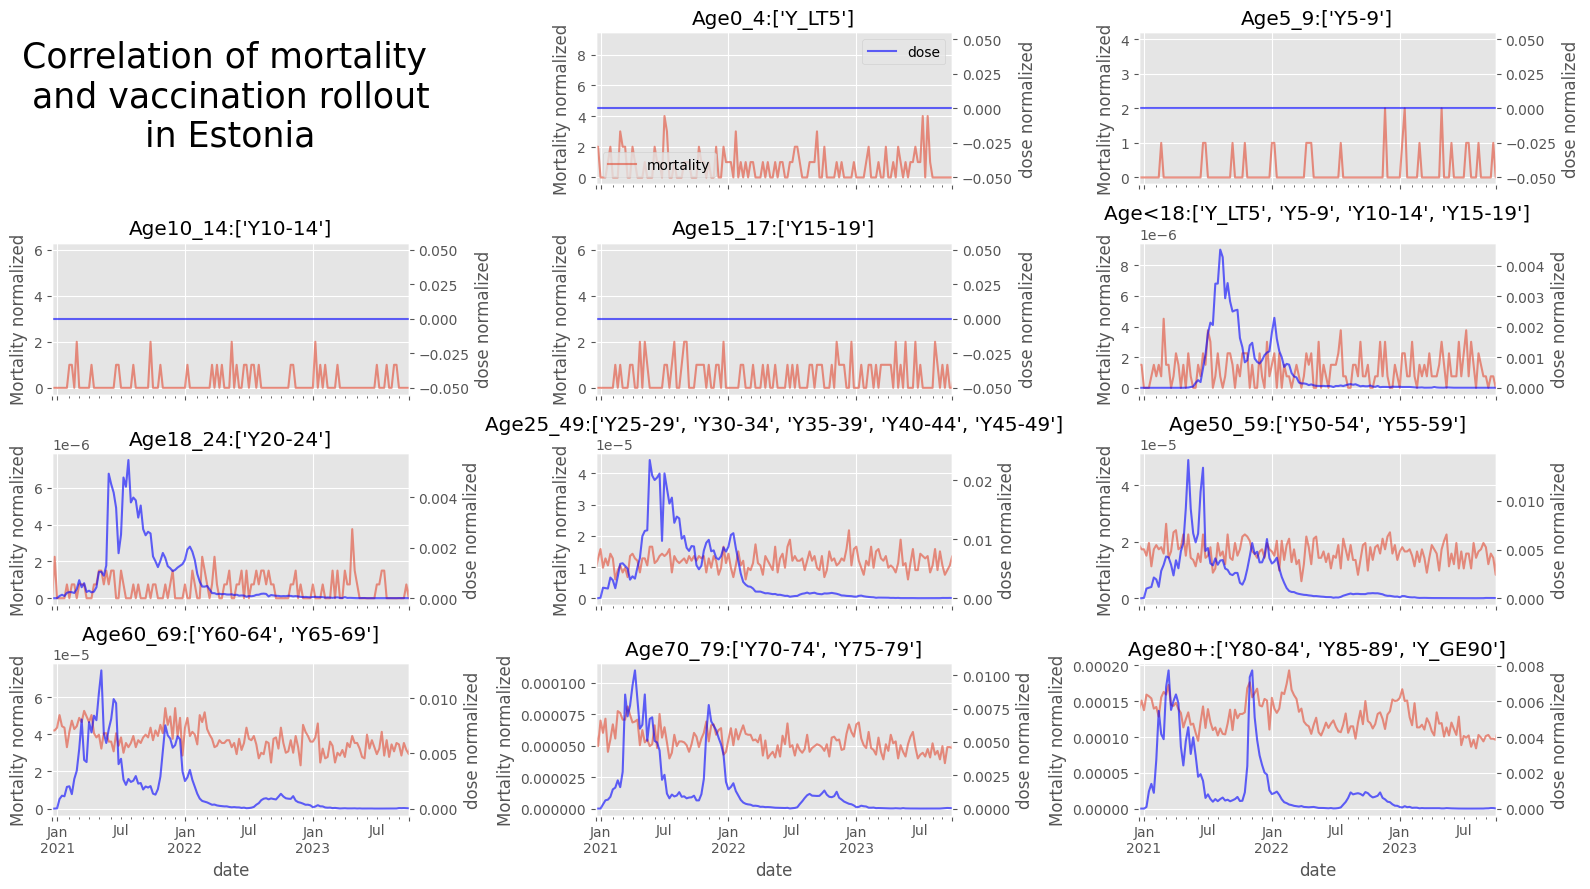 Correlation of mortality
and vaccination rollout
in Estonia
Age0_4:['Y_LT5']
Mortality normalized
8
6
4
2
0
0.050
0.025
0.000
−0.025
−0.050
dose normalized
dose
mortality
Age5_9:['Y5-9']
Mortality normalized
4
3
2
1
0
0.050
0.025
0.000
−0.025
−0.050
dose normalized
Age10_14:['Y10-14']
Mortality normalized
6
4
2
0
0.050
0.025
0.000
−0.025
−0.050
dose normalized
Age15_17:['Y15-19']
Mortality normalized
6
4
2
0
0.050
0.025
0.000
−0.025
−0.050
dose normalized
Age<18:['Y_LT5', 'Y5-9', 'Y10-14', 'Y15-19']
1e−6
Mortality normalized
8
6
4
2
0
0.004
0.003
0.002
0.001
0.000
dose normalized
Age18_24:['Y20-24']
1e−6
Mortality normalized
6
4
2
0
0.004
0.002
0.000
dose normalized
Age25_49:['Y25-29', 'Y30-34', 'Y35-39', 'Y40-44', 'Y45-49']
1e−5
Mortality normalized
4
3
2
1
0
0.02
0.01
0.00
dose normalized
Age50_59:['Y50-54', 'Y55-59']
1e−5
Mortality normalized
4
2
0
0.010
0.005
0.000
dose normalized
Age60_69:['Y60-64', 'Y65-69']
1e−5
Mortality normalized
6
4
2
0
0.010
0.005
0.000
dose normalized
Jan
2021
Jul
Jan
2022
Jul
Jan
2023
Jul
date
Age70_79:['Y70-74', 'Y75-79']
Mortality normalized
0.000100
0.000075
0.000050
0.000025
0.000000
0.0100
0.0075
0.0050
0.0025
0.0000
dose normalized
Jan
2021
Jul
Jan
2022
Jul
Jan
2023
Jul
date
Age80+:['Y80-84', 'Y85-89', 'Y_GE90']
Mortality normalized
0.00020
0.00015
0.00010
0.00005
0.00000
0.008
0.006
0.004
0.002
0.000
dose normalized
Jan
2021
Jul
Jan
2022
Jul
Jan
2023
Jul
date